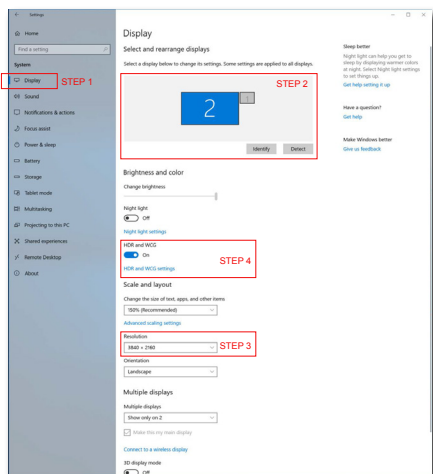 Settings
Home
Find a setting
System
Display
STEP 1
Sound
Notifications & actions
Focus assist
Power & sleep
Battery
Storage
Tablet mode
Multitasking
Projecting to this PC
Shared experiences
Remote Desktop
About
Display
Select and rearrange displays
Select a display below to change its settings. Some settings are applied to all displays.
STEP 2
2
1
Identify
Detect
Brightness and color
Change brightness
Night light
Off
Night light settings
HDR and WCG
On
STEP 4
HDR and WCG settings
Scale and layout
Change the size of text, apps, and other items
150% (Recommended)
Advanced scaling settings
Resolution
3840 × 2160
STEP 3
Orientation
Landscape
Multiple displays
Multiple displays
Show only on 2
Make this my main display
Connect to a wireless display
3D display mode
Off
Sleep better
Night light can help you get to
sleep by displaying warmer colors
at night. Select Night light settings
to set things up.
Get help setting it up
Have a question?
Get help
Make Windows better
Give us feedback